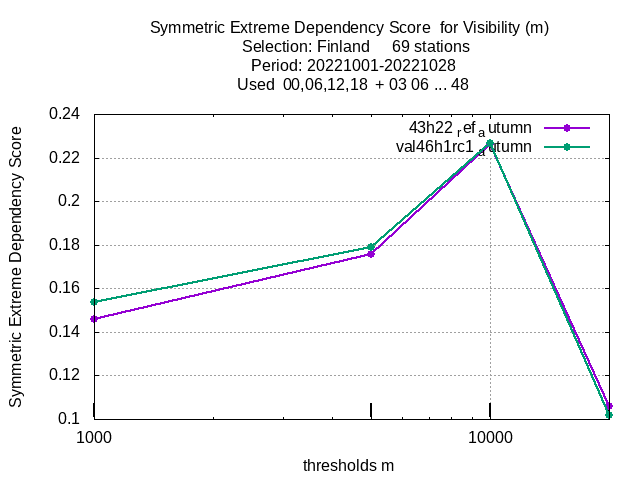 Symmetric Extreme Dependency Score  for Visibility (m)
Selection: Finland     69 stations
Period: 20221001-20221028
Used  00,06,12,18  + 03 06 ... 48
0.24
43h22 ref a utumn
0.22
val46h1rc1 a utumn
0.2
0.18
0.16
0.14
0.12
0.1
Symmetric Extreme Dependency Score
1000
10000
thresholds m